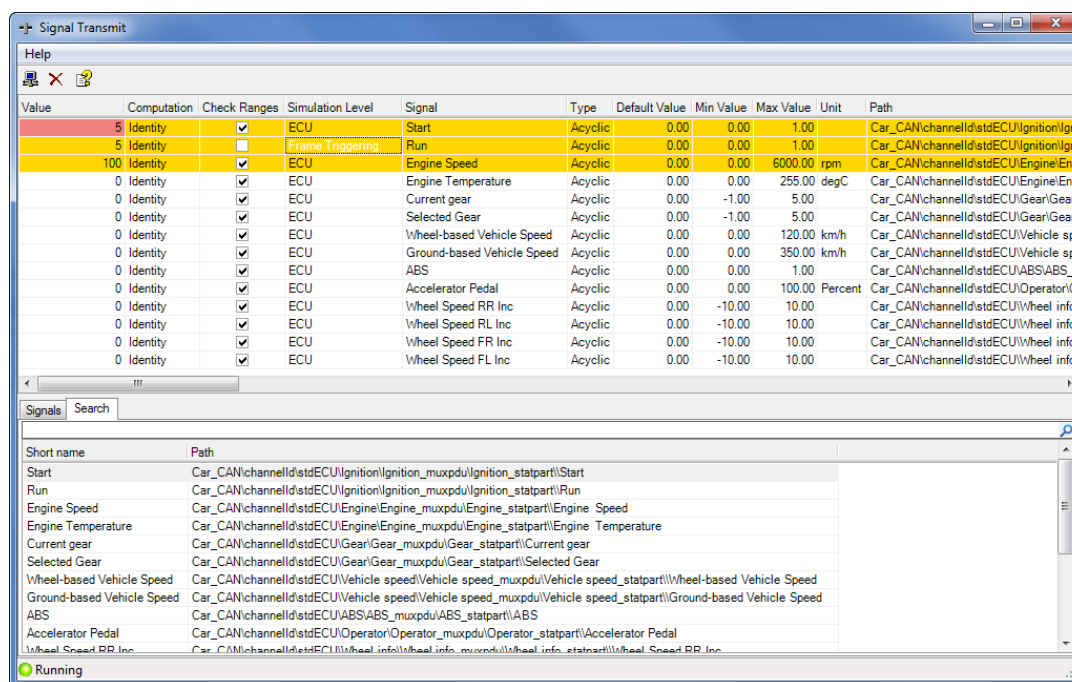 Signal Transmit
Help
Value Computation Check Ranges Simulation Level Signal Type Default Value Min Value Max Value Unit Path
5 Identity ECU Start Acyclic 0.00 0.00 1.00 Car_CAN\channelId\stdECU\Ignition\Ign
5 Identity Frame Triggering Run Acyclic 0.00 0.00 1.00 Car_CAN\channelId\stdECU\Ignition\Ign
100 Identity ECU Engine Speed Acyclic 0.00 0.00 6000.00 rpm Car_CAN\channelId\stdECU\Engine\En
0 Identity ECU Engine Temperature Acyclic 0.00 0.00 255.00 degC Car_CAN\channelId\stdECU\Engine\En
0 Identity ECU Current gear Acyclic 0.00 -1.00 5.00 Car_CAN\channelId\stdECU\Gear\Gea
0 Identity ECU Selected Gear Acyclic 0.00 -1.00 5.00 Car_CAN\channelId\stdECU\Gear\Gea
0 Identity ECU Wheel-based Vehicle Speed Acyclic 0.00 0.00 120.00 km/h Car_CAN\channelId\stdECU\Vehicle sp
0 Identity ECU Ground-based Vehicle Speed Acyclic 0.00 0.00 350.00 km/h Car_CAN\channelId\stdECU\Vehicle sp
0 Identity ECU ABS Acyclic 0.00 0.00 1.00 Car_CAN\channelId\stdECU\ABS\ABS_
0 Identity ECU Accelerator Pedal Acyclic 0.00 0.00 100.00 Percent Car_CAN\channelId\stdECU\Operator\O
0 Identity ECU Wheel Speed RR Inc Acyclic 0.00 -10.00 10.00 Car_CAN\channelId\stdECU\Wheel info
0 Identity ECU Wheel Speed RL Inc Acyclic 0.00 -10.00 10.00 Car_CAN\channelId\stdECU\Wheel info
0 Identity ECU Wheel Speed FR Inc Acyclic 0.00 -10.00 10.00 Car_CAN\channelId\stdECU\Wheel info
0 Identity ECU Wheel Speed FL Inc Acyclic 0.00 -10.00 10.00 Car_CAN\channelId\stdECU\Wheel info
Signals Search
Short name Path
Start Car_CAN\channelId\stdECU\Ignition\Ignition_muxpdu\Ignition_statpart\\Start
Run Car_CAN\channelId\stdECU\Ignition\Ignition_muxpdu\Ignition_statpart\\Run
Engine Speed Car_CAN\channelId\stdECU\Engine\Engine_muxpdu\Engine_statpart\\Engine Speed
Engine Temperature Car_CAN\channelId\stdECU\Engine\Engine_muxpdu\Engine_statpart\\Engine Temperature
Current gear Car_CAN\channelId\stdECU\Gear\Gear_muxpdu\Gear_statpart\\Current gear
Selected Gear Car_CAN\channelId\stdECU\Gear\Gear_muxpdu\Gear_statpart\\Selected Gear
Wheel-based Vehicle Speed Car_CAN\channelId\stdECU\Vehicle speed\Vehicle speed_muxpdu\Vehicle speed_statpart\\Wheel-based Vehicle Speed
Ground-based Vehicle Speed Car_CAN\channelId\stdECU\Vehicle speed\Vehicle speed_muxpdu\Vehicle speed_statpart\\Ground-based Vehicle Speed
ABS Car_CAN\channelId\stdECU\ABS\ABS_muxpdu\ABS_statpart\\ABS
Accelerator Pedal Car_CAN\channelId\stdECU\Operator\Operator_muxpdu\Operator_statpart\\Accelerator Pedal
Wheel Speed RR Inc Car_CAN\channelId\stdECU\Wheel info\Wheel info_muxpdu\Wheel info_statpart\\Wheel Speed RR Inc
Running